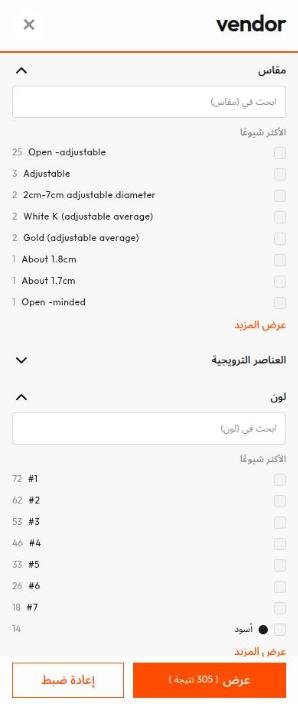 vendor
مقاس
ابحث في (مقاس)
الأكثر شيوعًا
25 Open -adjustable
3 Adjustable
2 2cm-7cm adjustable diameter
2 White K (adjustable average)
2 Gold (adjustable average)
1 About 1.8cm
1 About 1.7cm
1 Open -minded
عرض المزيد
العناصر الترويجية
لون
ابحث في (لون)
الأكثر شيوعًا
72 #1
62 #2
53 #3
46 #4
33 #5
26 #6
18 #7
أسود 14
عرض المزيد
عرض ( 305 نتيجة )
إعادة ضبط